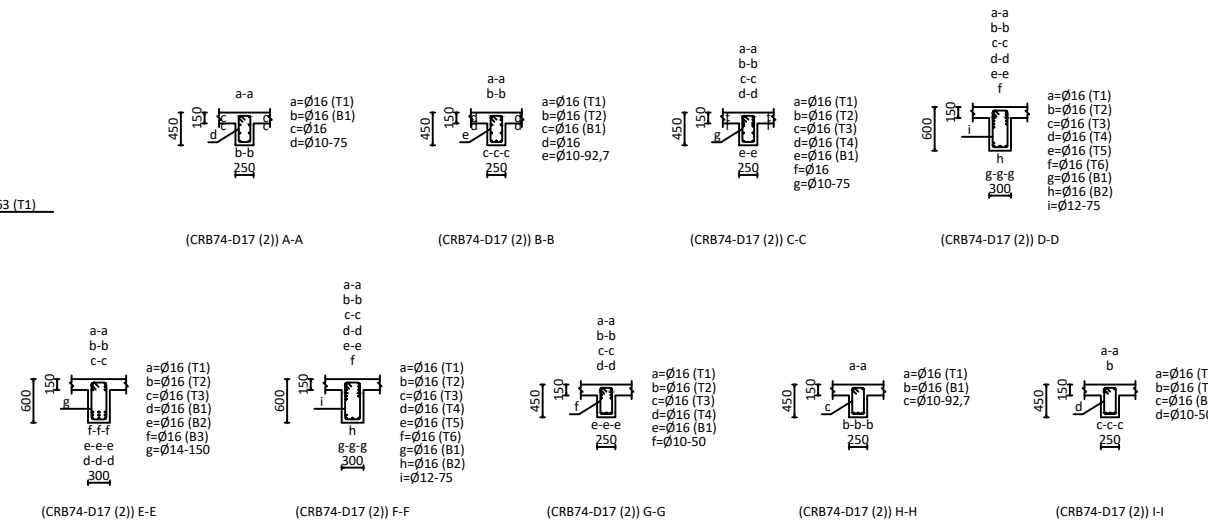 (T1)
a-a
450
150
c
c
c
c
d
b-b
250
a=Ø16 (T1)
b=Ø16 (B1)
c=Ø16
d=Ø10-75
(CRB74-D17 (2)) A-A
a-a
b-b
450
150
e
c-c-c
250
a=Ø16 (T1)
b=Ø16 (T2)
c=Ø16 (B1)
d=Ø16
e=Ø10-92,7
(CRB74-D17 (2)) B-B
a-a
b-b
c-c
d-d
450
150
g
e-e
250
a=Ø16 (T1)
b=Ø16 (T2)
c=Ø16 (T3)
d=Ø16 (T4)
e=Ø16 (B1)
f=Ø16
g=Ø10-75
(CRB74-D17 (2)) C-C
a-a
b-b
c-c
d-d
e-e
f
600
150
i
h
g-g-g
300
a=Ø16 (T1)
b=Ø16 (T2)
c=Ø16 (T3)
d=Ø16 (T4)
e=Ø16 (T5)
f=Ø16 (T6)
g=Ø16 (B1)
h=Ø16 (B2)
i=Ø12-75
(CRB74-D17 (2)) D-D
a-a
b-b
c-c
600
150
g
f-f-f
e-e-e
d-d-d
300
a=Ø16 (T1)
b=Ø16 (T2)
c=Ø16 (T3)
d=Ø16 (B1)
e=Ø16 (B2)
f=Ø16 (B3)
g=Ø14-150
(CRB74-D17 (2)) E-E
a-a
b-b
c-c
d-d
e-e
f
600
150
i
h
g-g-g
300
a=Ø16 (T1)
b=Ø16 (T2)
c=Ø16 (T3)
d=Ø16 (T4)
e=Ø16 (T5)
f=Ø16 (T6)
g=Ø16 (B1)
h=Ø16 (B2)
i=Ø12-75
(CRB74-D17 (2)) F-F
a-a
b-b
c-c
d-d
450
150
f
e-e-e
250
a=Ø16 (T1)
b=Ø16 (T2)
c=Ø16 (T3)
d=Ø16 (T4)
e=Ø16 (B1)
f=Ø10-50
(CRB74-D17 (2)) G-G
a-a
450
150
c
b-b-b
250
a=Ø16 (T1)
b=Ø16 (B1)
c=Ø10-92,7
(CRB74-D17 (2)) H-H
a-a
b
450
150
d
c-c-c
250
a=Ø16 (T
b=Ø16 (T
c=Ø16 (B
d=Ø10-50
(CRB74-D17 (2)) I-I